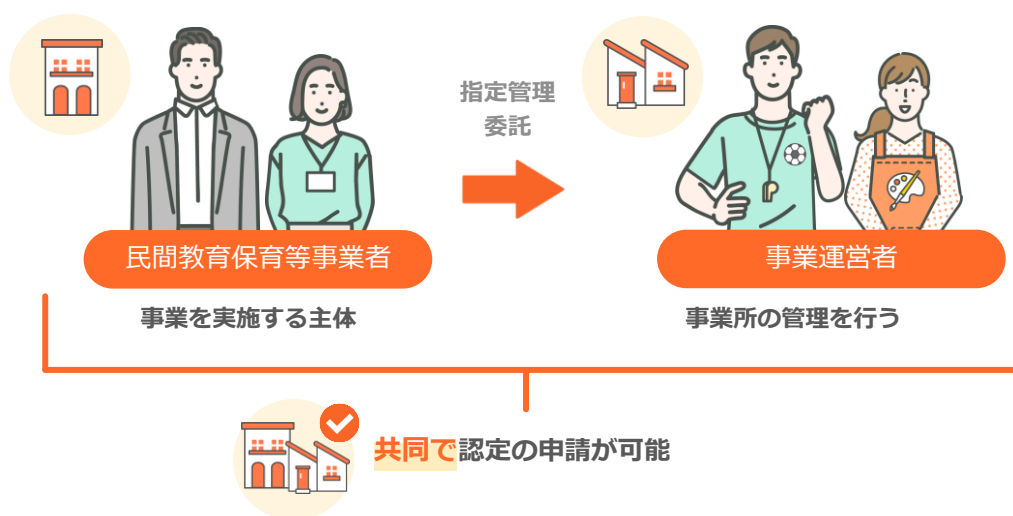 指定管理
委託
民間教育保育等事業者
事業運営者
事業を実施する主体
事業所の管理を行う
共同で認定の申請が可能